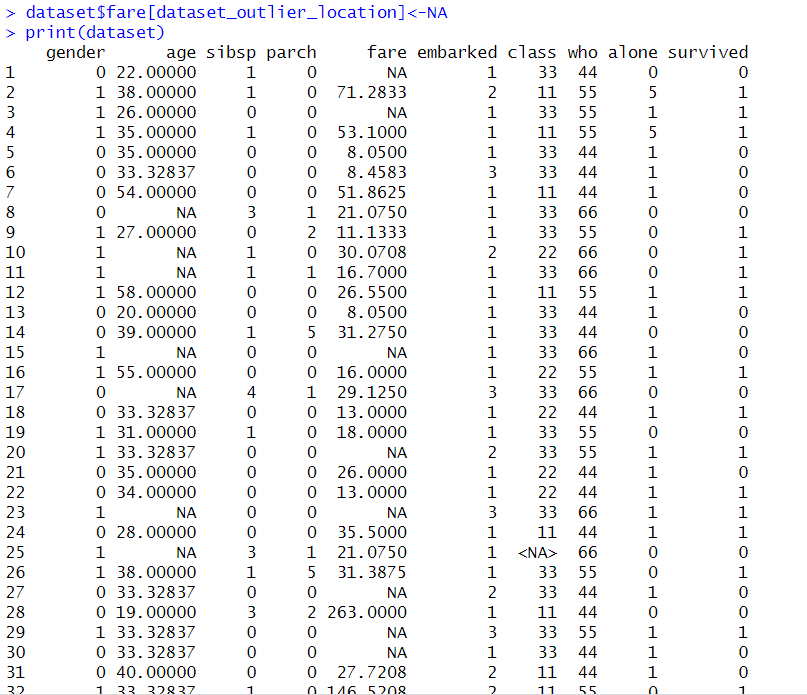 > dataset$fare[dataset_outlier_location]<-NA
> print(dataset)
gender age sibsp parch fare embarked class who alone survived
1 0 22.00000 1 0 NA 1 33 44 0 0
2 1 38.00000 1 0 71.2833 2 11 55 5 1
3 1 26.00000 0 0 NA 1 33 55 1 1
4 1 35.00000 1 0 53.1000 1 11 55 5 1
5 0 35.00000 0 0 8.0500 1 33 44 1 0
6 0 33.32837 0 0 8.4583 3 33 44 1 0
7 0 54.00000 0 0 51.8625 1 11 44 1 0
8 0 NA 3 1 21.0750 1 33 66 0 0
9 1 27.00000 0 2 11.1333 1 33 55 0 1
10 1 NA 1 0 30.0708 2 22 66 0 1
11 1 NA 1 1 16.7000 1 33 66 0 1
12 1 58.00000 0 0 26.5500 1 11 55 1 1
13 0 20.00000 0 0 8.0500 1 33 44 1 0
14 0 39.00000 1 5 31.2750 1 33 44 0 0
15 1 NA 0 0 NA 1 33 66 1 0
16 1 55.00000 0 0 16.0000 1 22 55 1 1
17 0 NA 4 1 29.1250 3 33 66 0 0
18 0 33.32837 0 0 13.0000 1 22 44 1 1
19 1 31.00000 1 0 18.0000 1 33 55 0 0
20 1 33.32837 0 0 NA 2 33 55 1 1
21 0 35.00000 0 0 26.0000 1 22 44 1 0
22 0 34.00000 0 0 13.0000 1 22 44 1 1
23 1 NA 0 0 NA 3 33 66 1 1
24 0 28.00000 0 0 35.5000 1 11 44 1 1
25 1 NA 3 1 21.0750 1 <NA> 66 0 0
26 1 38.00000 1 5 31.3875 1 33 55 0 1
27 0 33.32837 0 0 NA 2 33 44 1 0
28 0 19.00000 3 2 263.0000 1 11 44 0 0
29 1 33.32837 0 0 NA 3 33 55 1 1
30 0 33.32837 0 0 NA 1 33 44 1 0
31 0 40.00000 0 0 27.7208 2 11 44 1 0
32 1 33.32837 1 0 146.5208 2 11 55 0 1